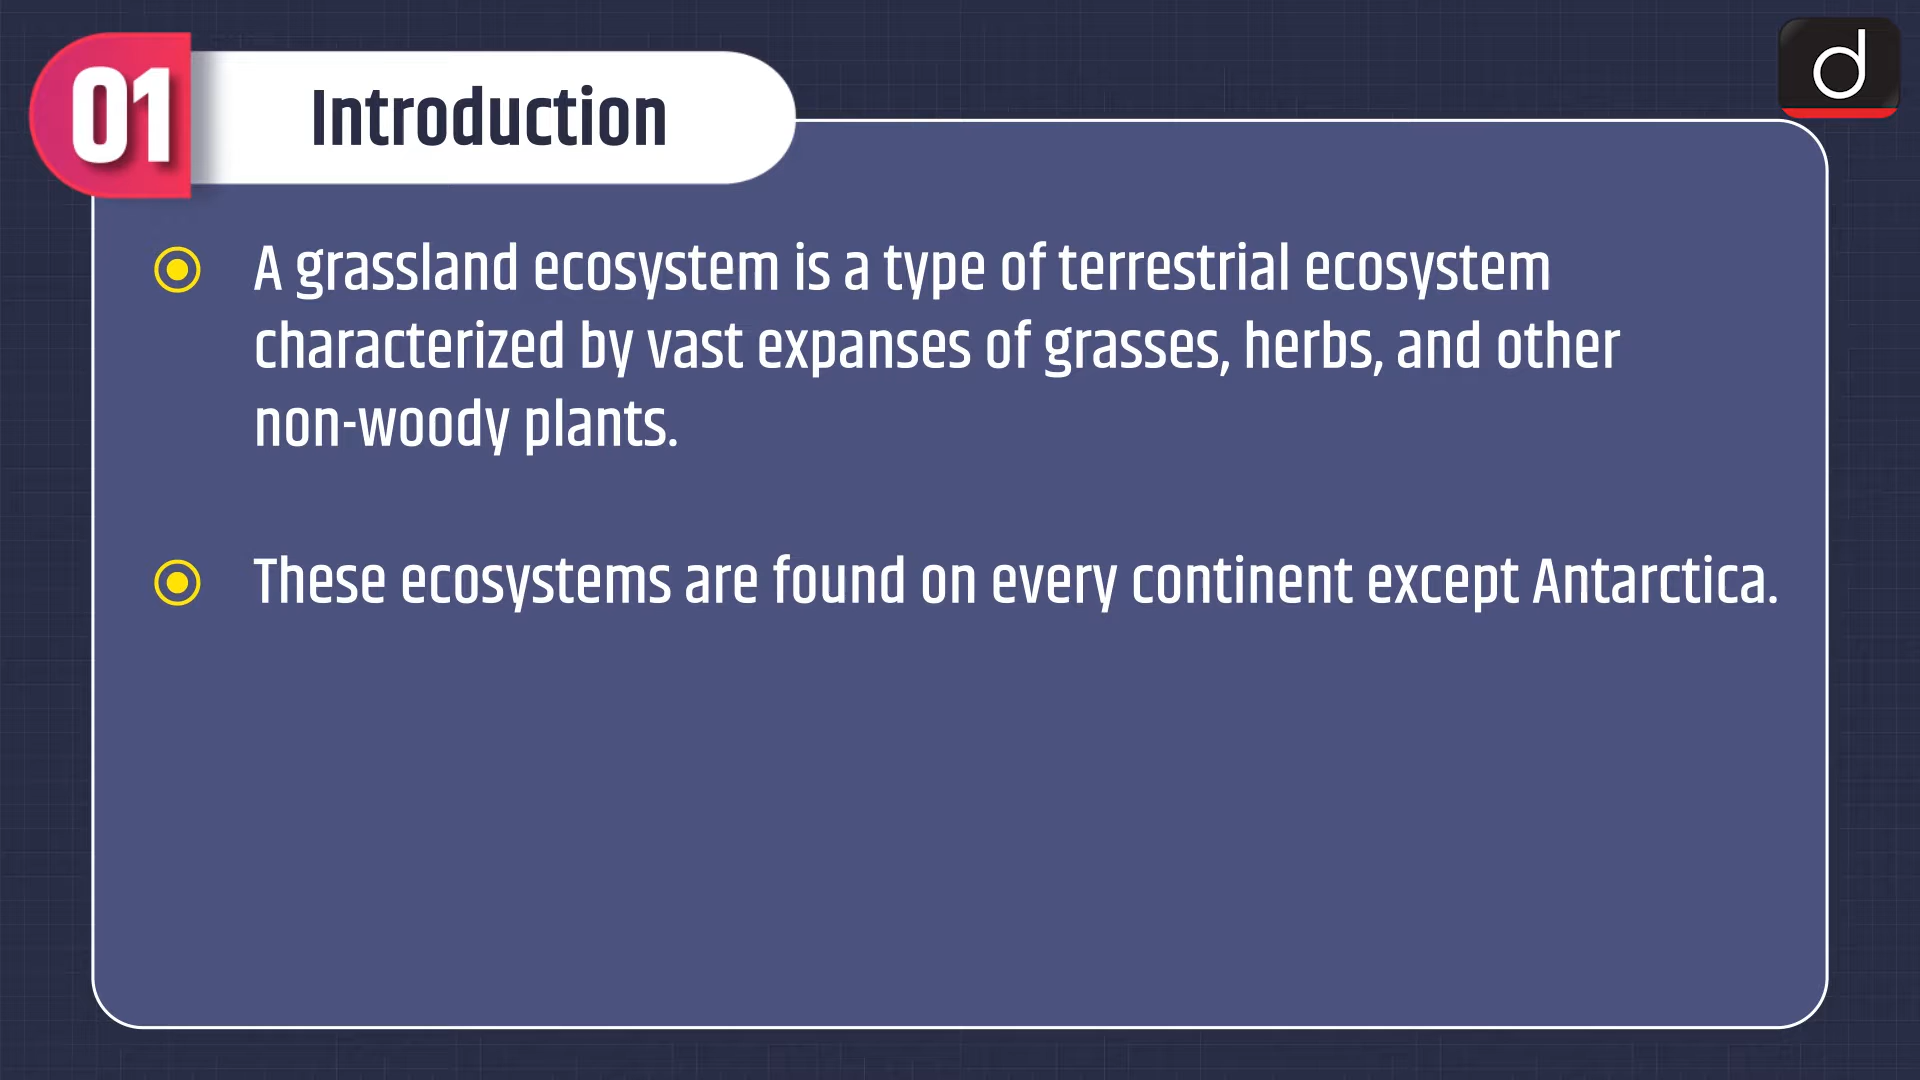 01
Introduction
d
A grassland ecosystem is a type of terrestrial ecosystem
characterized by vast expanses of grasses, herbs, and other
non-woody plants.
These ecosystems are found on every continent except Antarctica.